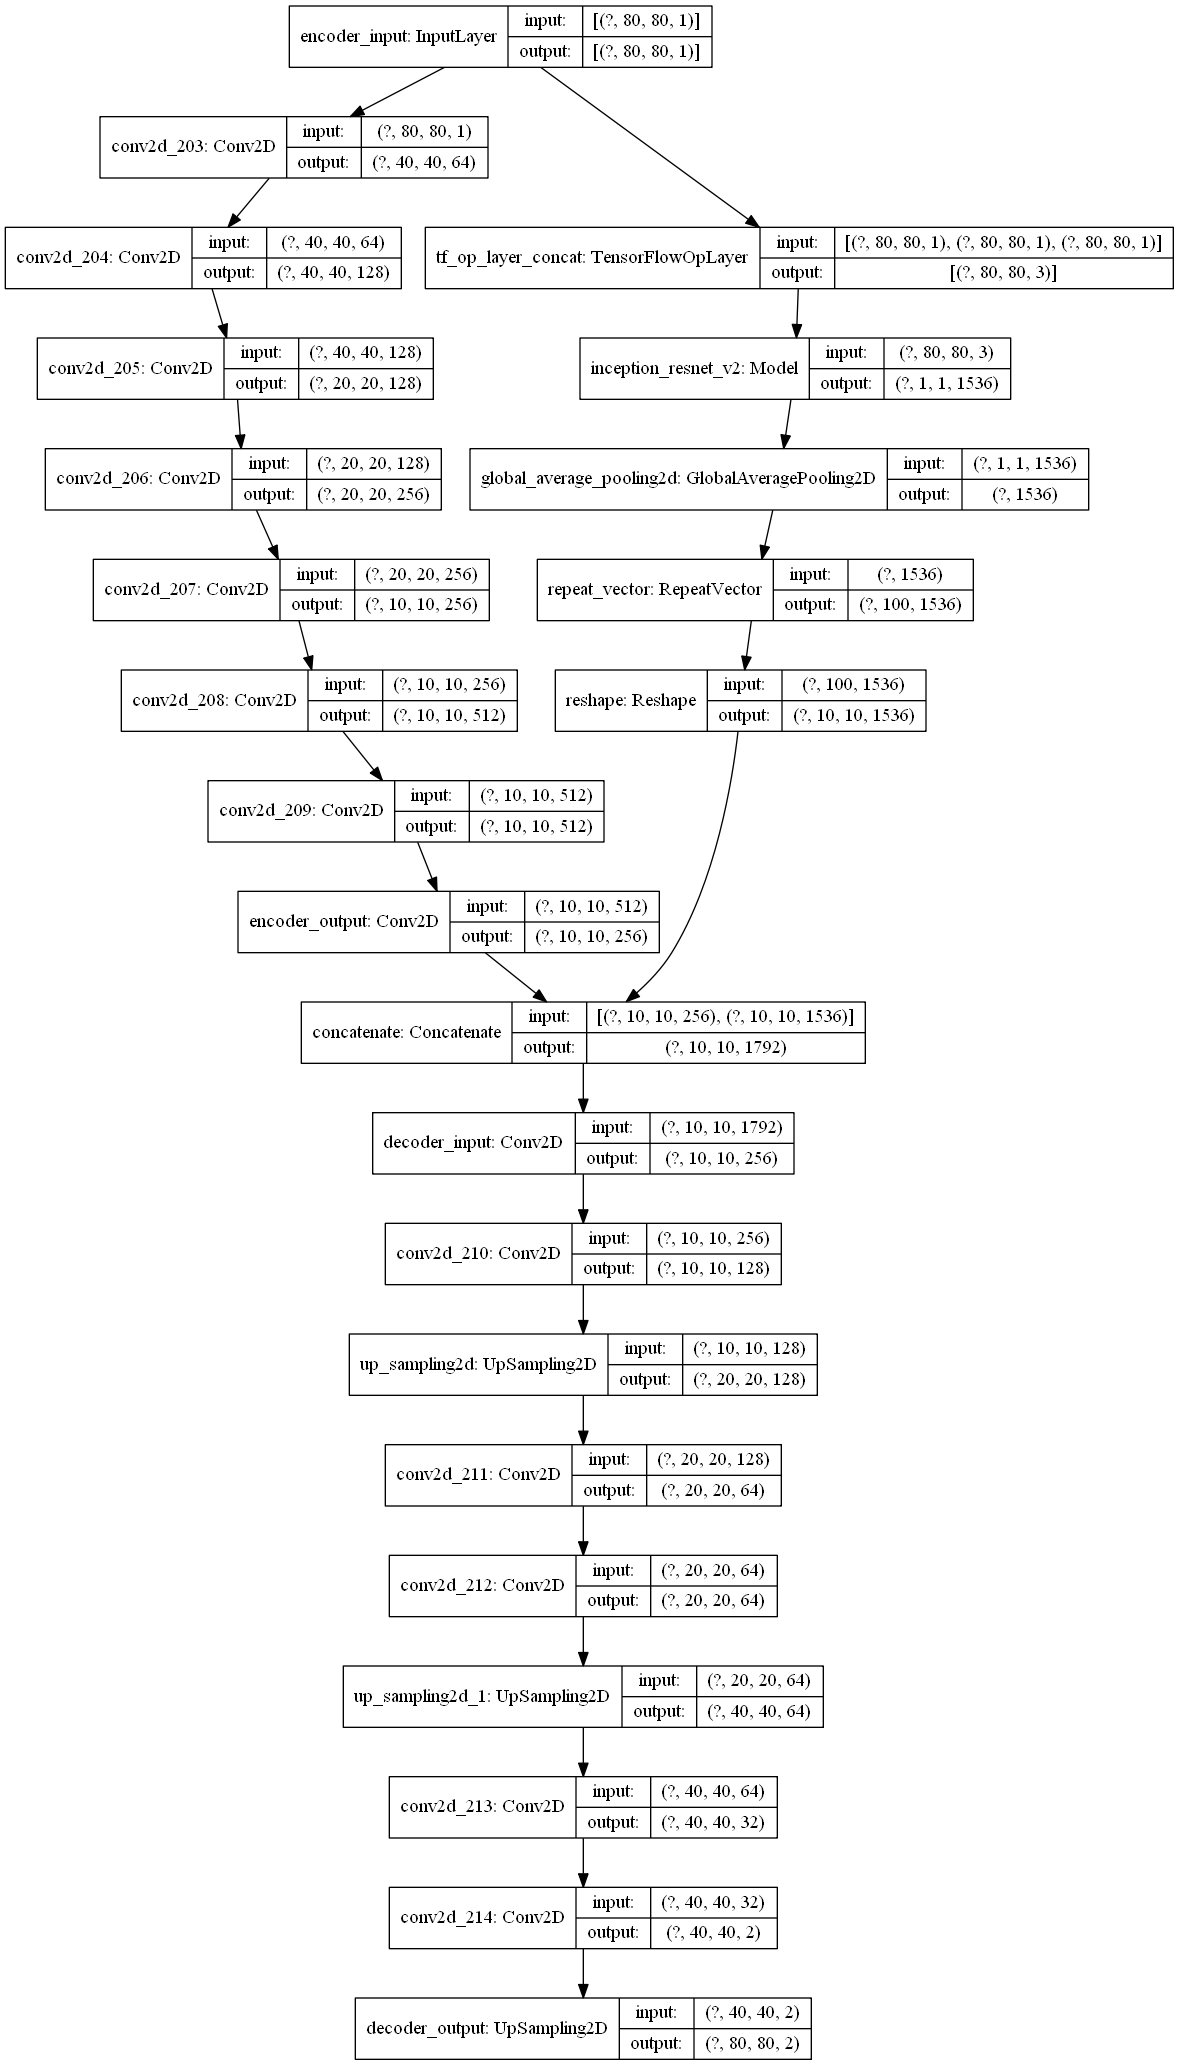 encoder_input: InputLayer
input: [(?, 80, 80, 1)]
output: [(?, 80, 80, 1)]
conv2d_203: Conv2D
input: (?, 80, 80, 1)
output: (?, 40, 40, 64)
conv2d_204: Conv2D
input: (?, 40, 40, 64)
output: (?, 40, 40, 128)
tf_op_layer_concat: TensorFlowOpLayer
input: [(?, 80, 80, 1), (?, 80, 80, 1), (?, 80, 80, 1)]
output: [(?, 80, 80, 3)]
conv2d_205: Conv2D
input: (?, 40, 40, 128)
output: (?, 20, 20, 128)
inception_resnet_v2: Model
input: (?, 80, 80, 3)
output: (?, 1, 1, 1536)
conv2d_206: Conv2D
input: (?, 20, 20, 128)
output: (?, 20, 20, 256)
global_average_pooling2d: GlobalAveragePooling2D
input: (?, 1, 1, 1536)
output: (?, 1536)
conv2d_207: Conv2D
input: (?, 20, 20, 256)
output: (?, 10, 10, 256)
repeat_vector: RepeatVector
input: (?, 1536)
output: (?, 100, 1536)
conv2d_208: Conv2D
input: (?, 10, 10, 256)
output: (?, 10, 10, 512)
reshape: Reshape
input: (?, 100, 1536)
output: (?, 10, 10, 1536)
conv2d_209: Conv2D
input: (?, 10, 10, 512)
output: (?, 10, 10, 512)
encoder_output: Conv2D
input: (?, 10, 10, 512)
output: (?, 10, 10, 256)
concatenate: Concatenate
input: [(?, 10, 10, 256), (?, 10, 10, 1536)]
output: (?, 10, 10, 1792)
decoder_input: Conv2D
input: (?, 10, 10, 1792)
output: (?, 10, 10, 256)
conv2d_210: Conv2D
input: (?, 10, 10, 256)
output: (?, 10, 10, 128)
up_sampling2d: UpSampling2D
input: (?, 10, 10, 128)
output: (?, 20, 20, 128)
conv2d_211: Conv2D
input: (?, 20, 20, 128)
output: (?, 20, 20, 64)
conv2d_212: Conv2D
input: (?, 20, 20, 64)
output: (?, 20, 20, 64)
up_sampling2d_1: UpSampling2D
input: (?, 20, 20, 64)
output: (?, 40, 40, 64)
conv2d_213: Conv2D
input: (?, 40, 40, 64)
output: (?, 40, 40, 32)
conv2d_214: Conv2D
input: (?, 40, 40, 32)
output: (?, 40, 40, 2)
decoder_output: UpSampling2D
input: (?, 40, 40, 2)
output: (?, 80, 80, 2)